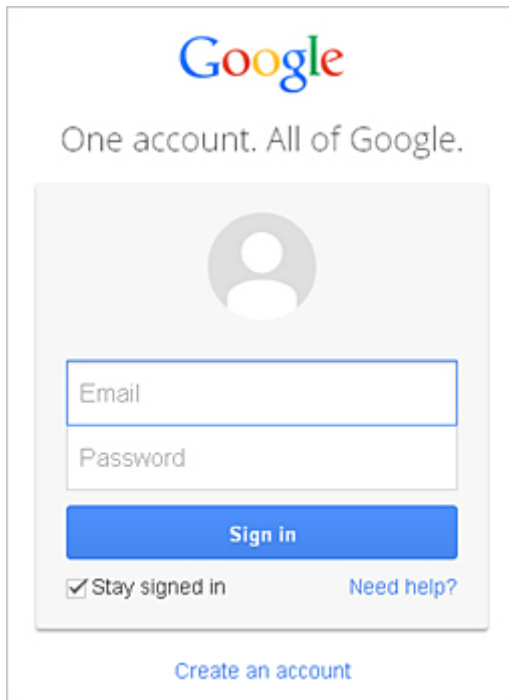 Google
One account. All of Google.
Email
Password
Sign in
Stay signed in Need help?
Create an account